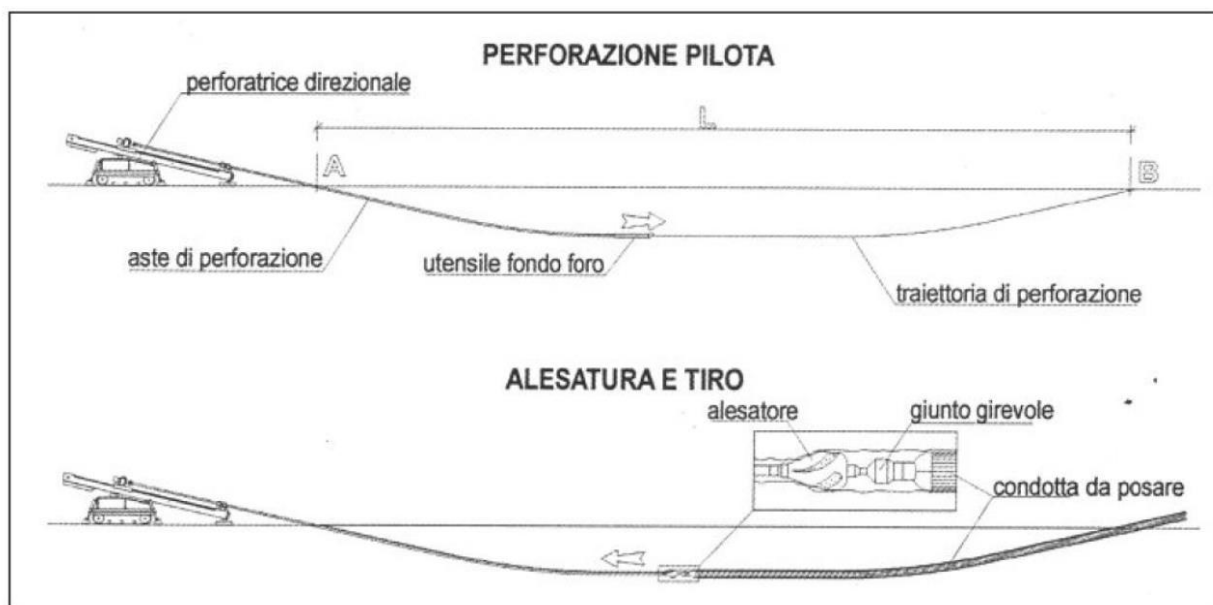 PERFORAZIONE PILOTA
perforatrice direzionale
L
A
B
aste di perforazione
utensile fondo foro
traiettoria di perforazione
ALESATURA E TIRO
alesatore
giunto girevole
condotta da posare